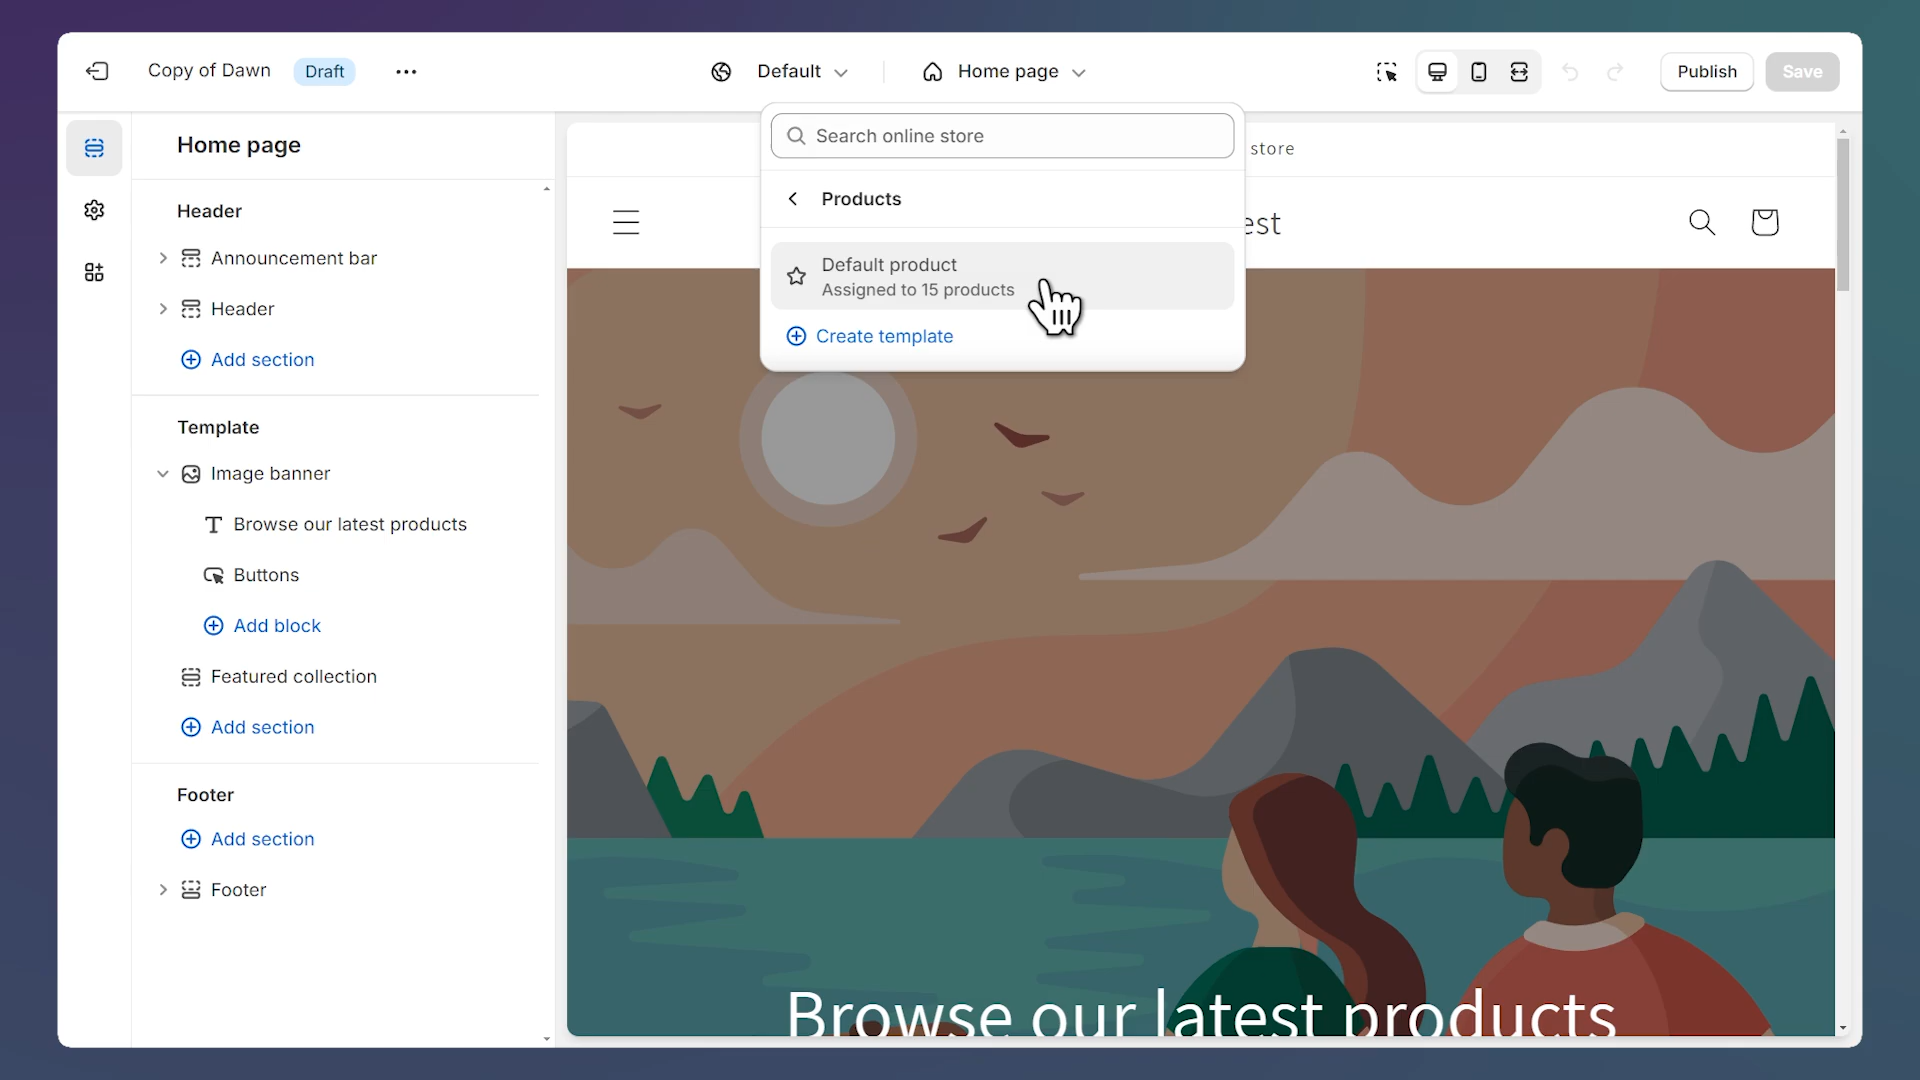 Copy of Dawn
Draft
Default
Home page
Publish
Save
Home page
Header
Announcement bar
Header
Add section
Template
Image banner
Browse our latest products
Buttons
Add block
Featured collection
Add section
Footer
Add section
Footer
Search online store
Products
Default product
Assigned to 15 products
Create template
store
Browse our latest products